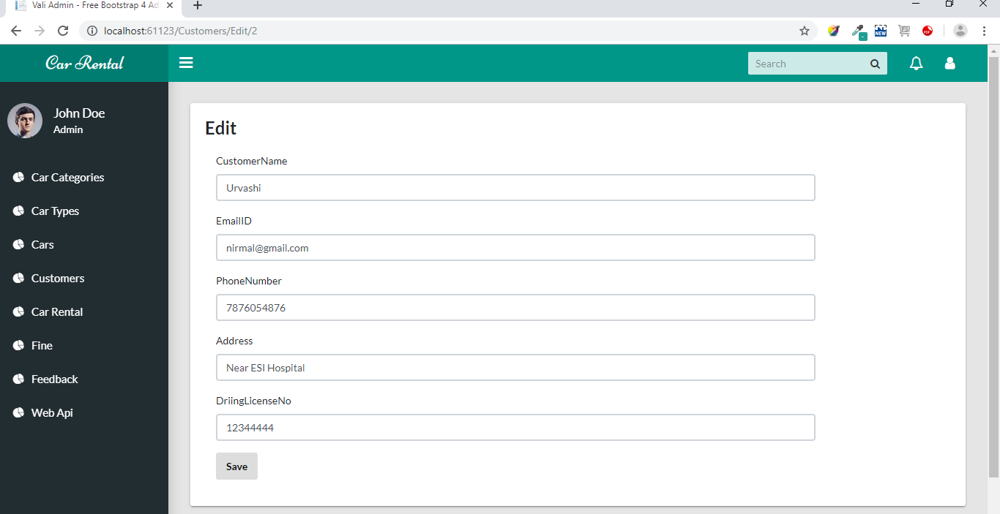 Vali Admin - Free Bootstrap 4 Ad
localhost:61123/Customers/Edit/2
NEW
PDF
Car Rental
Search
John Doe
Admin
Car Categories
Car Types
Cars
Customers
Car Rental
Fine
Feedback
Web Api
Edit
CustomerName
Urvashi
EmailID
nirmal@gmail.com
PhoneNumber
7876054876
Address
Near ESI Hospital
DriingLicenseNo
12344444
Save